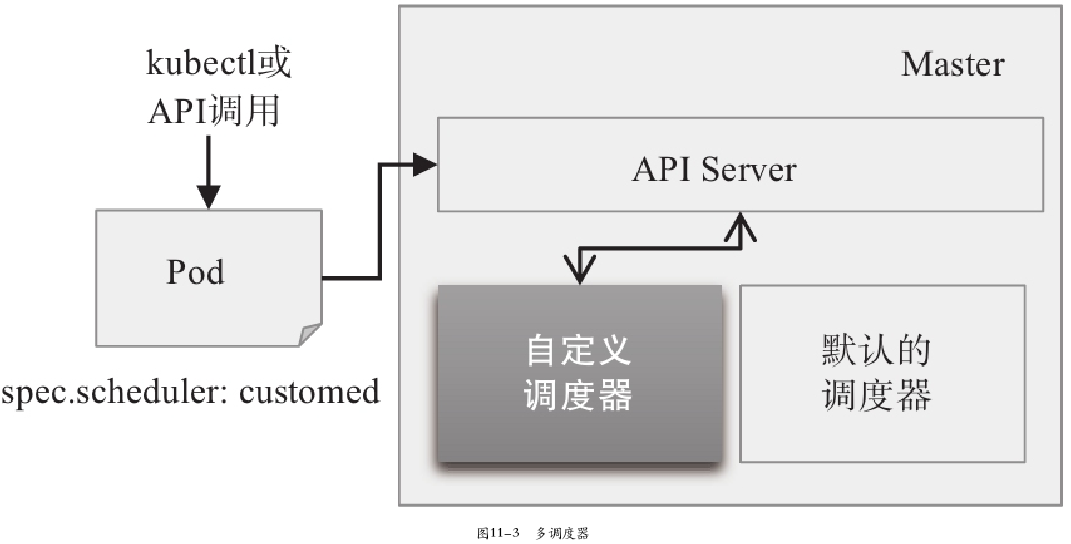 kubectl或
API调用
Pod
spec.scheduler: customed
Master
API Server
自定义
调度器
默认的
调度器
图11-3 多调度器